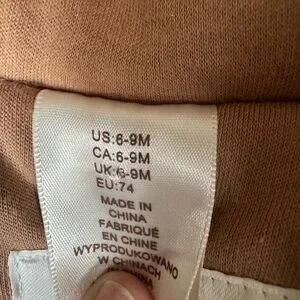 US:6-9M
CA:6-9M
UK:6-9M
EU:74
MADE IN
CHINA
FABRIQUÉ
EN CHINE
WYPRODUKOWANO
W CHINACH